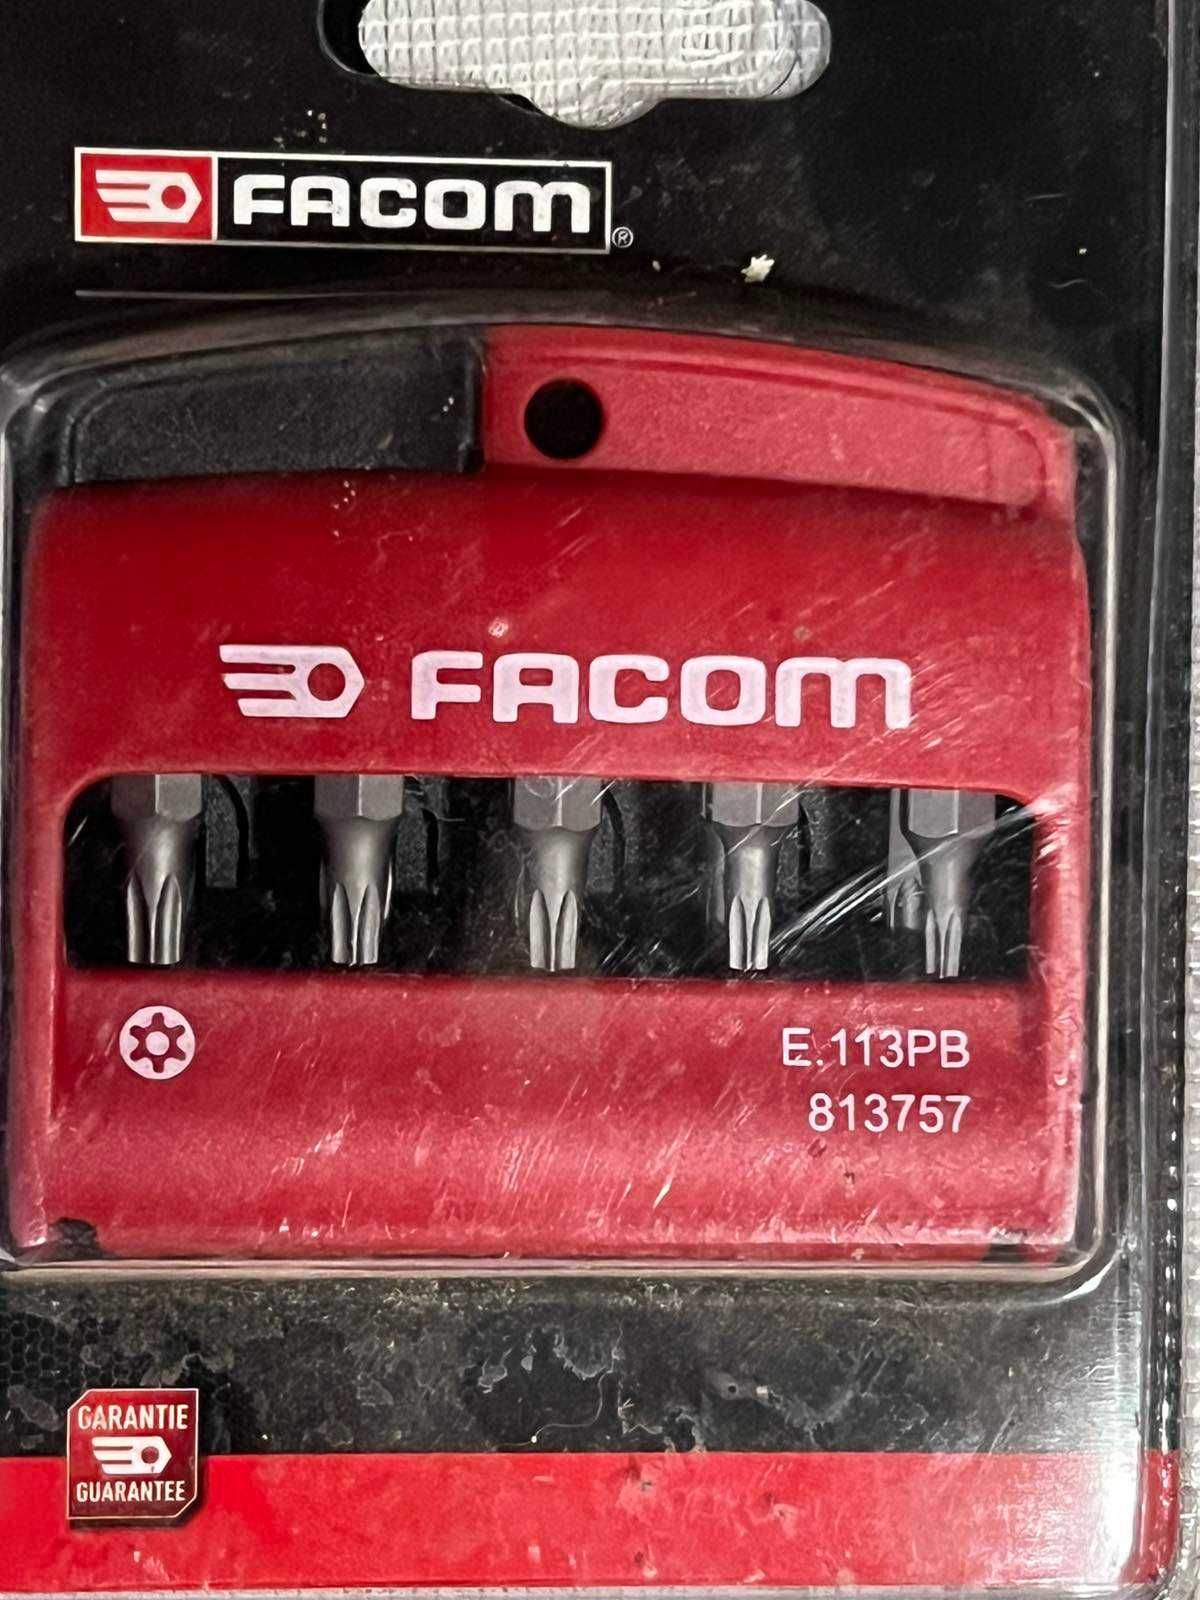 FACOM®
FACOM
E.113PB
813757
GARANTIE
GUARANTEE